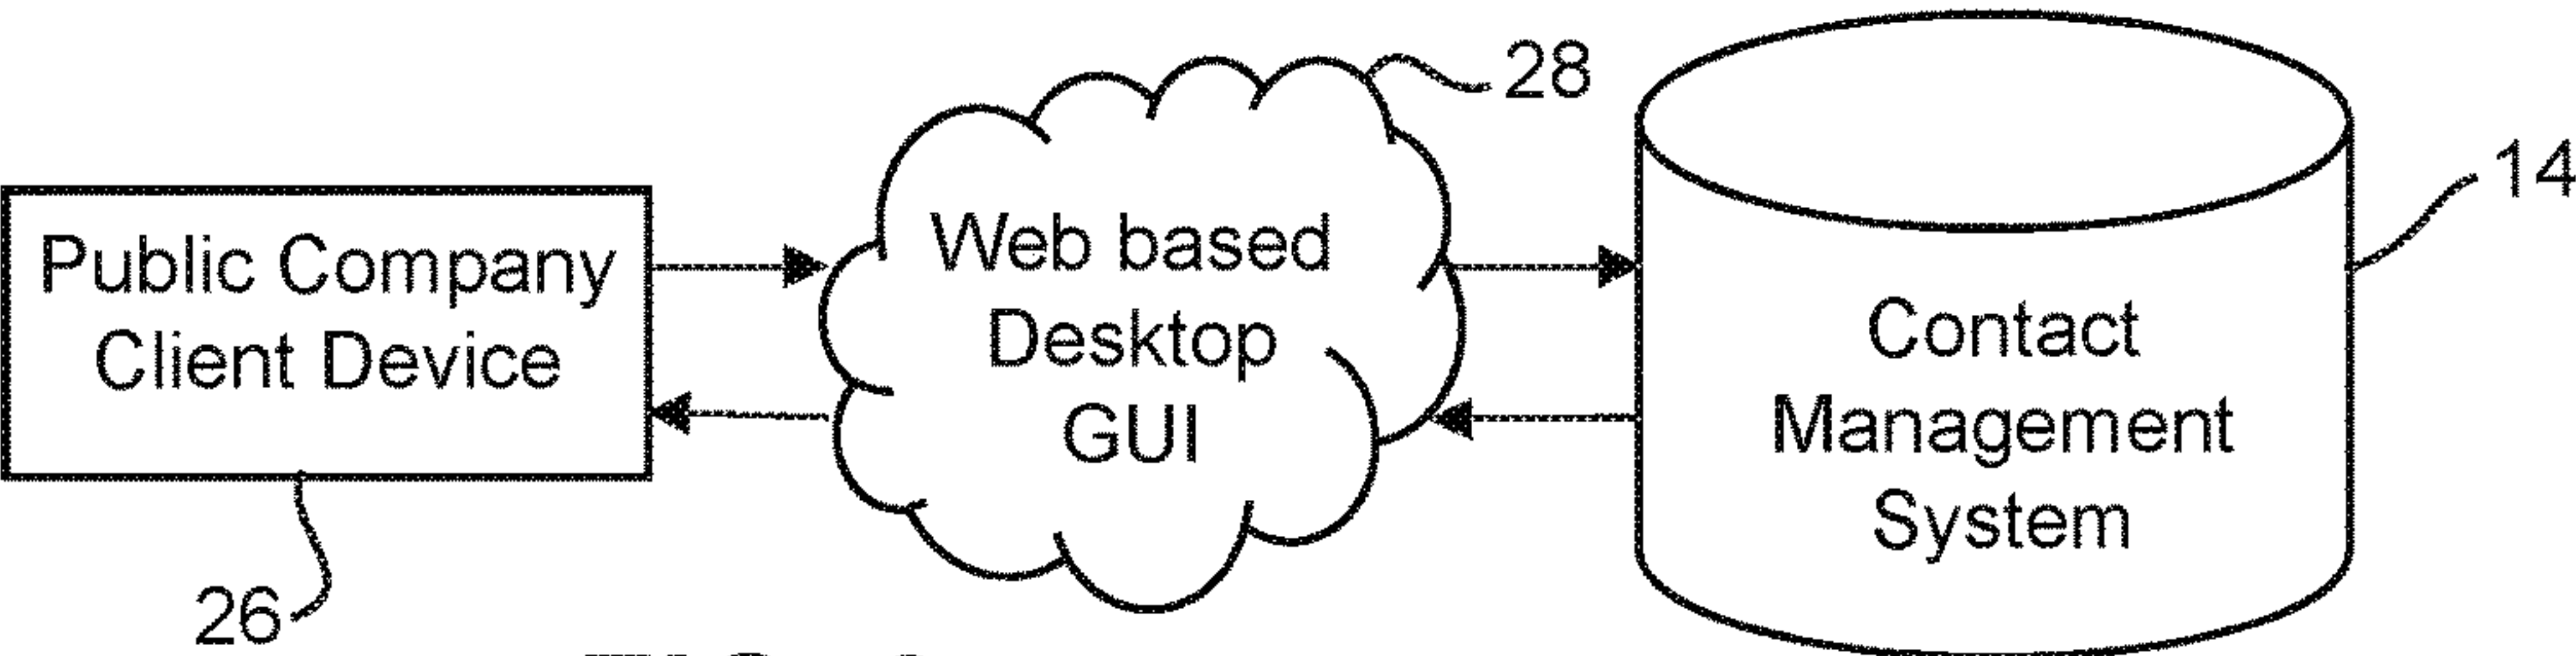 28
14
Public Company
Client Device
Web based
Desktop
GUI
Contact
Management
System
26